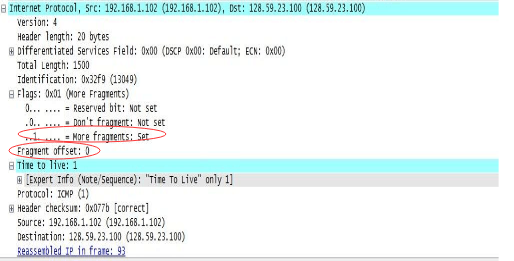 Internet Protocol, Src: 192.168.1.102 (192.168.1.102), Dst: 128.59.23.100 (128.59.23.100)
Version: 4
Header length: 20 bytes
Differentiated Services Field: 0x00 (DSCP 0x00: Default; ECN: 0x00)
Total Length: 1500
Identification: 0x32f9 (13049)
Flags: 0x01 (More Fragments)
0... .... = Reserved bit: Not set
.0.. .... = Don't fragment: Not set
..1. .... = More fragments: Set
Fragment offset: 0
Time to live: 1
[Expert Info (Note/Sequence): "Time To Live" only 1]
Protocol: ICMP (1)
Header checksum: 0x077b [correct]
Source: 192.168.1.102 (192.168.1.102)
Destination: 128.59.23.100 (128.59.23.100)
Reassembled IP in frame: 93